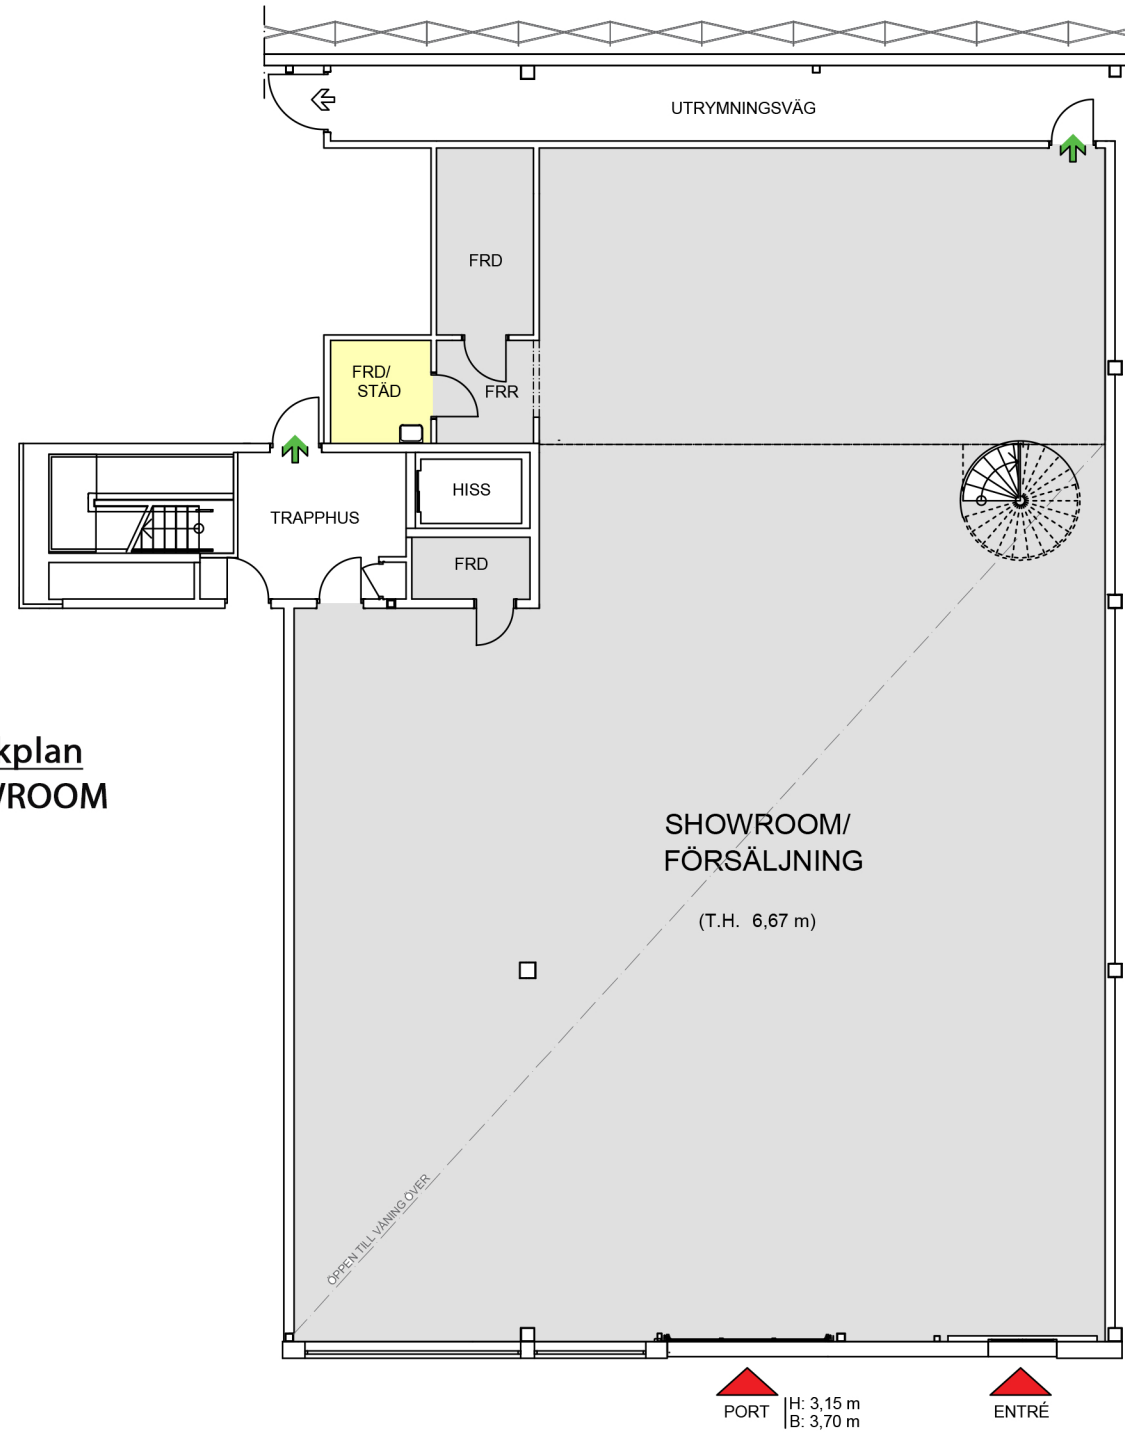 UTRYMNINGSVÄG
FRD
FRD/
STÄD
FRR
HISS
TRAPPHUS
FRD
kplan
WROOM
SHOWROOM/
FÖRSÄLJNING
(T.H. 6,67 m)
ÖPPEN TILL VÅNING ÖVER
PORT
H: 3,15 m
B: 3,70 m
ENTRÉ